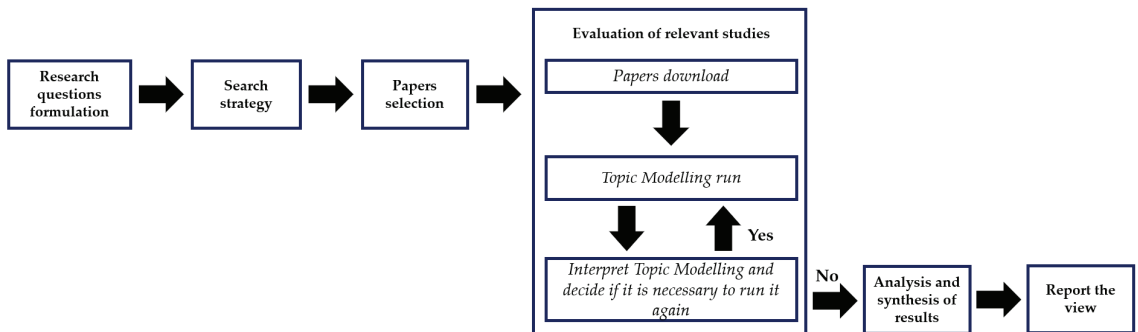 Research
questions
formulation
Search
strategy
Papers
selection
Evaluation of relevant studies
Papers download
Topic Modelling run
Yes
Interpret Topic Modelling and
decide if it is necessary to run it
again
No
Analysis and
synthesis of
results
Report the
view